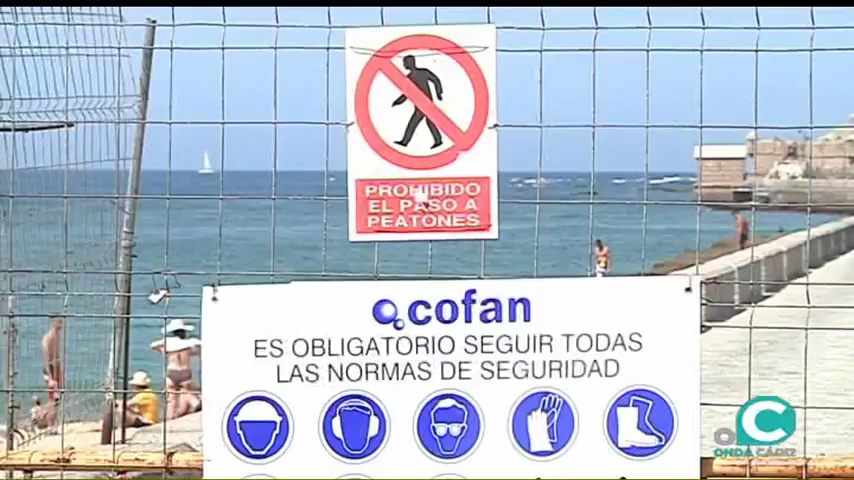 PROHIBIDO
EL PASO A
PEATONES
cofan
ES OBLIGATORIO SEGUIR TODAS
LAS NORMAS DE SEGURIDAD
ONDA CÁDIZ